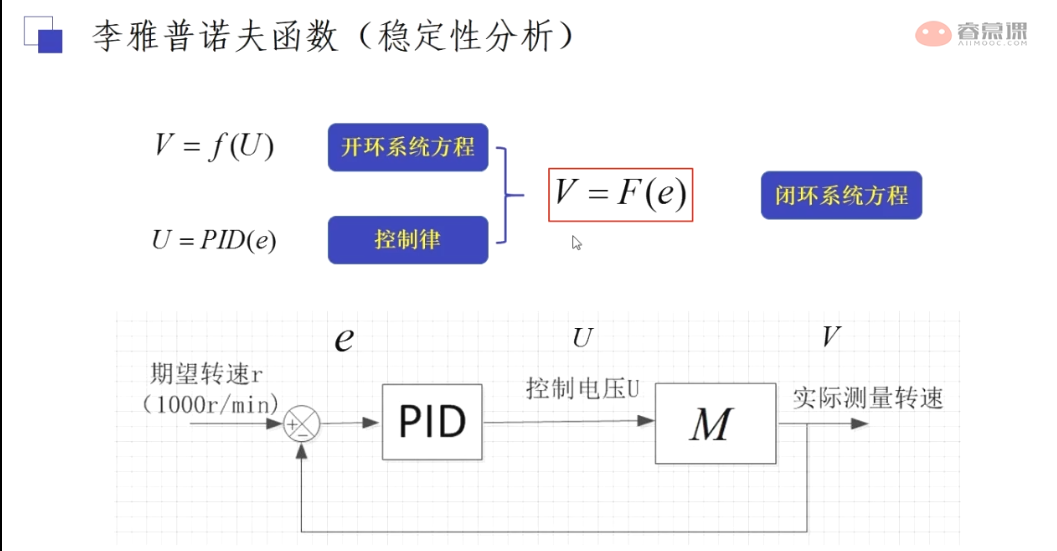 李雅普诺夫函数（稳定性分析）
睿慕课
AIIMOOC.COM
V = f(U)
开环系统方程
V = F(e)
闭环系统方程
U = PID(e)
控制律
e
U
V
期望转速r
（1000r/min)
+
−
PID
控制电压U
M
实际测量转速